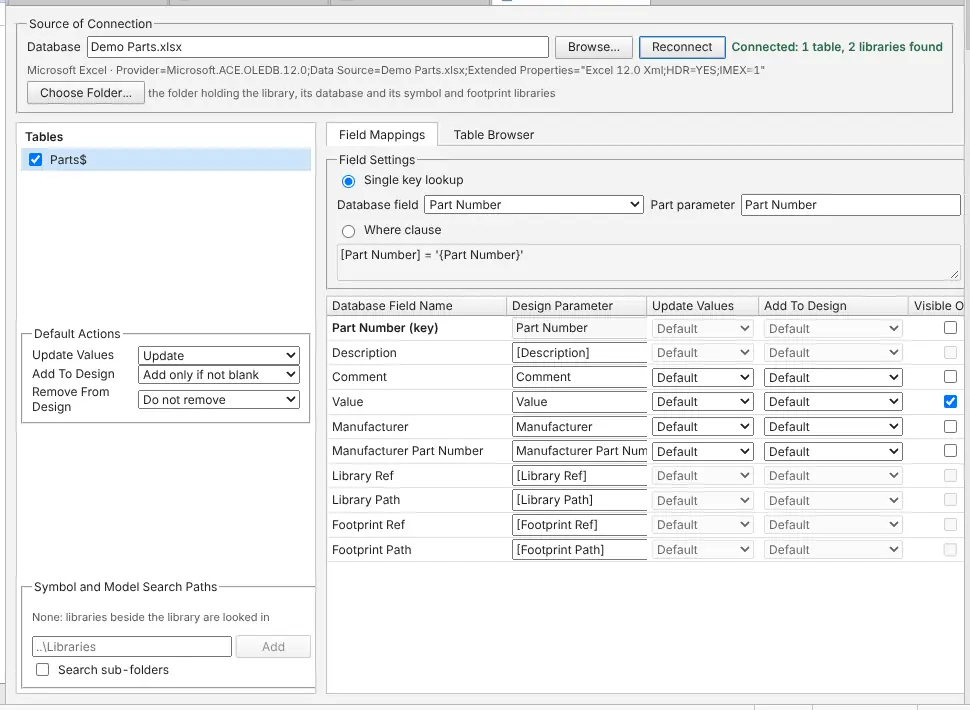 Source of Connection
Database Demo Parts.xlsx Browse... Reconnect Connected: 1 table, 2 libraries found
Microsoft Excel · Provider=Microsoft.ACE.OLEDB.12.0;Data Source=Demo Parts.xlsx;Extended Properties="Excel 12.0 Xml;HDR=YES;IMEX=1"
Choose Folder... the folder holding the library, its database and its symbol and footprint libraries
Tables
Parts$
Default Actions
Update Values Update
Add To Design Add only if not blank
Remove From
Design Do not remove
Symbol and Model Search Paths
None: libraries beside the library are looked in
..\Libraries Add
Search sub-folders
Field Mappings Table Browser
Field Settings
Single key lookup
Database field Part Number Part parameter Part Number
Where clause
[Part Number] = '{Part Number}'
Database Field Name Design Parameter Update Values Add To Design Visible O
Part Number (key) Part Number Default Default
Description [Description] Default Default
Comment Comment Default Default
Value Value Default Default
Manufacturer Manufacturer Default Default
Manufacturer Part Number Manufacturer Part Num Default Default
Library Ref [Library Ref] Default Default
Library Path [Library Path] Default Default
Footprint Ref [Footprint Ref] Default Default
Footprint Path [Footprint Path] Default Default